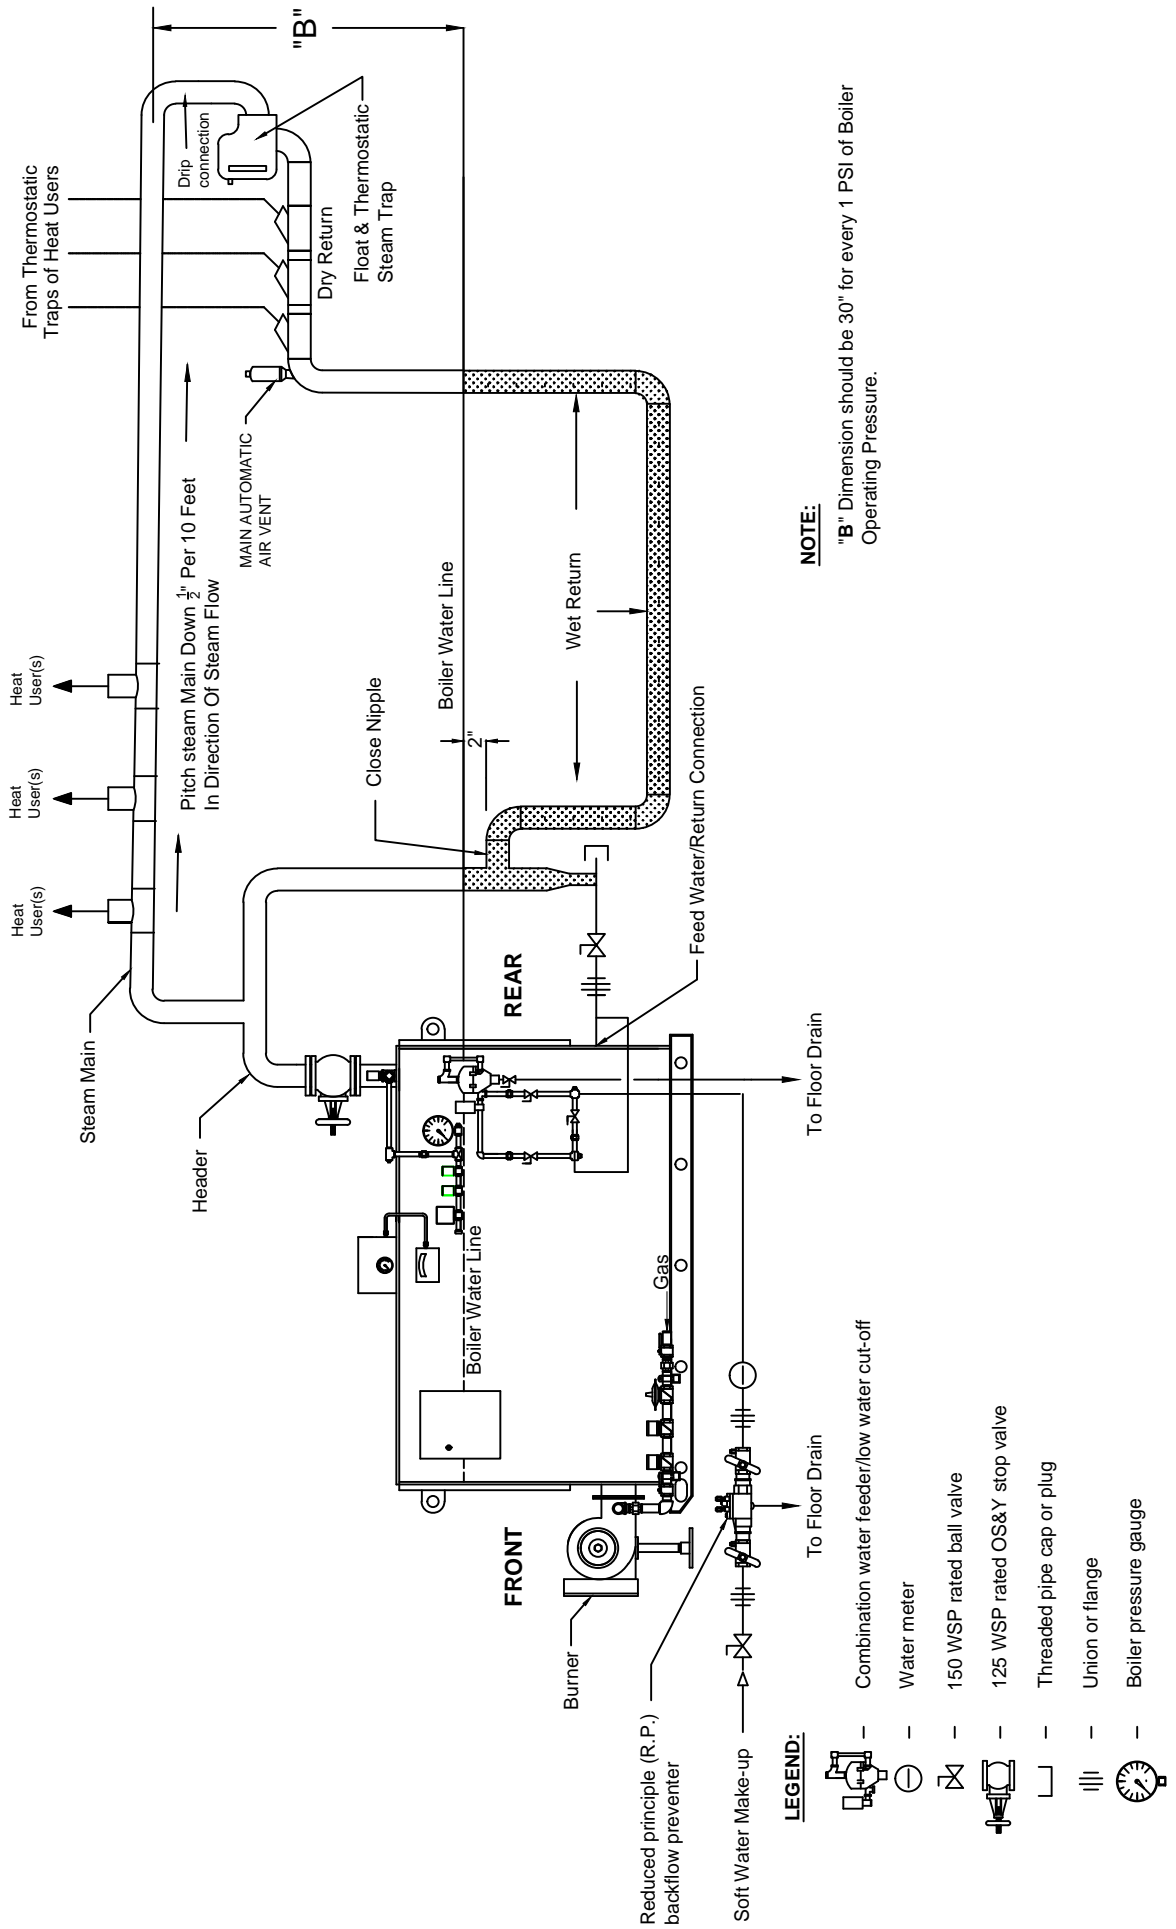 "B"
From Thermostatic
Traps of Heat Users
Drip
connection
Float & Thermostatic
Steam Trap
Dry Return
MAIN AUTOMATIC
AIR VENT
Pitch steam Main Down 1/2" Per 10 Feet
In Direction Of Steam Flow
Heat
User(s)
Heat
User(s)
Heat
User(s)
Steam Main
Header
Close Nipple
Boiler Water Line
2"
Wet Return
Feed Water/Return Connection
REAR
To Floor Drain
Boiler Water Line
Gas
FRONT
Burner
To Floor Drain
Reduced principle (R.P.)
backflow preventer
Soft Water Make-up
NOTE:
"B" Dimension should be 30" for every 1 PSI of Boiler
Operating Pressure.
LEGEND:
– Combination water feeder/low water cut-off
– Water meter
– 150 WSP rated ball valve
– 125 WSP rated OS&Y stop valve
– Threaded pipe cap or plug
– Union or flange
– Boiler pressure gauge